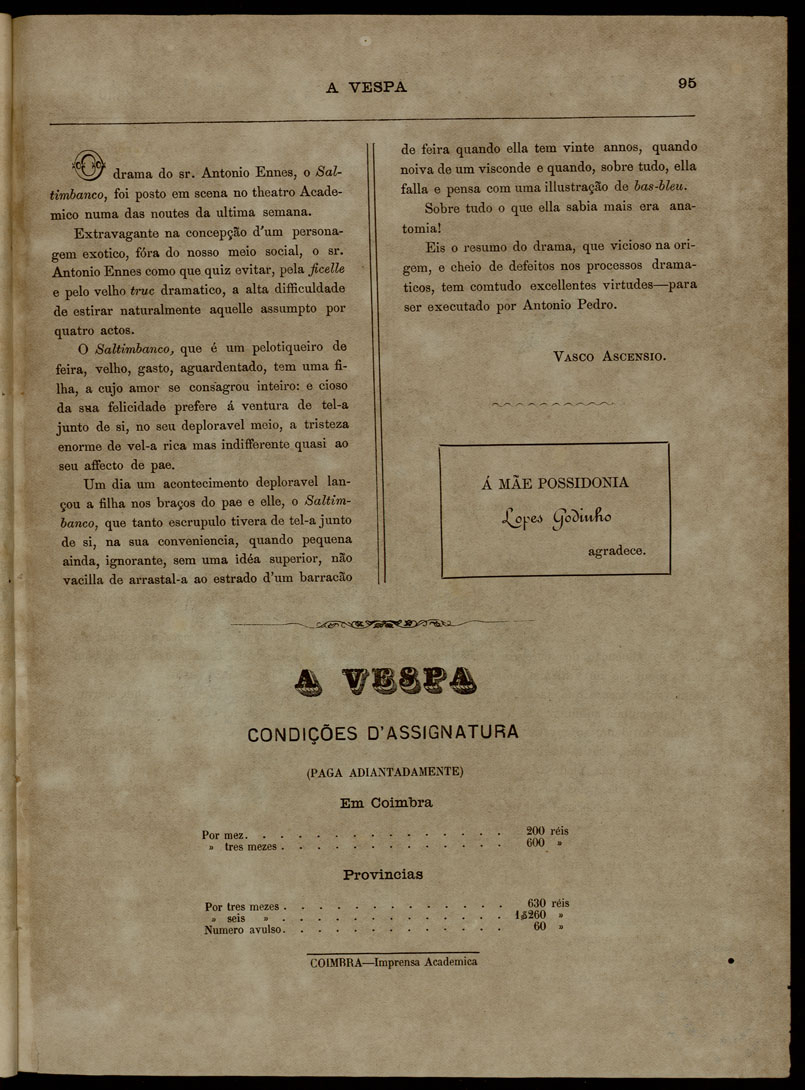 A VESPA
95
O drama do sr. Antonio Ennes, o Sal-
timbanco, foi posto em scena no theatro Acade-
mico numa das noutes da ultima semana.
Extravagante na concepção d'um persona-
gem exotico, fóra do nosso meio social, o sr.
Antonio Ennes como que quiz evitar, pela ficelle
e pelo velho truc dramatico, a alta difficuldade
de estirar naturalmente aquelle assumpto por
quatro actos.
O Saltimbanco, que é um pelotiqueiro de
feira, velho, gasto, aguardentado, tem uma fi-
lha, a cujo amor se consagrou inteiro: e cioso
da sua felicidade prefere á ventura de tel-a
junto de si, no seu deploravel meio, a tristeza
enorme de vel-a rica mas indifferente quasi ao
seu affecto de pae.
Um dia um acontecimento deploravel lan-
çou a filha nos braços do pae e elle, o Saltim-
banco, que tanto escrupulo tivera de tel-a junto
de si, na sua conveniencia, quando pequena
ainda, ignorante, sem uma idéa superior, não
vacilla de arrastal-a ao estrado d'um barracão
de feira quando ella tem vinte annos, quando
noiva de um visconde e quando, sobre tudo, ella
falla e pensa com uma illustração de bas-bleu.
Sobre tudo o que ella sabia mais era ana-
tomia!
Eis o resumo do drama, que vicioso na ori-
gem, e cheio de defeitos nos processos drama-
ticos, tem comtudo excellentes virtudes—para
ser executado por Antonio Pedro.
VASCO ASCENSIO.
Á MÃE POSSIDONIA
Lopes Godinho
agradece.
A VESPA
CONDIÇÕES D'ASSIGNATURA
(PAGA ADIANTADAMENTE)
Em Coimbra
Por mez. . . . . . . . . . . . . . . . 200 réis
» tres mezes . . . . . . . . . . . . . . 600 »
Provincias
Por tres mezes . . . . . . . . . . . . . 630 réis
» seis » . . . . . . . . . . . . . . 1$260 »
Numero avulso. . . . . . . . . . . . . . 60 »
COIMBRA—Imprensa Academica